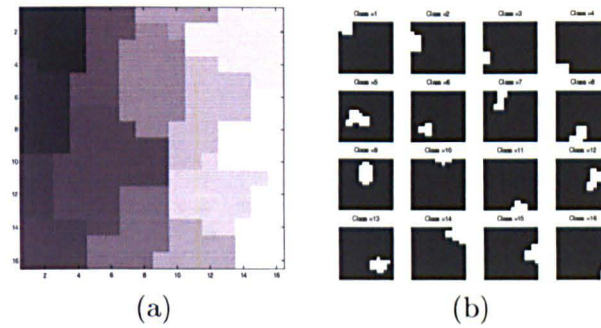 2
4
6
8
10
12
14
16
2 4 6 8 10 12 14 16
(a)
Class =1 Class =2 Class =3 Class =4
Class =5 Class =6 Class =7 Class =8
Class =9 Class =10 Class =11 Class =12
Class =13 Class =14 Class =15 Class =16
(b)